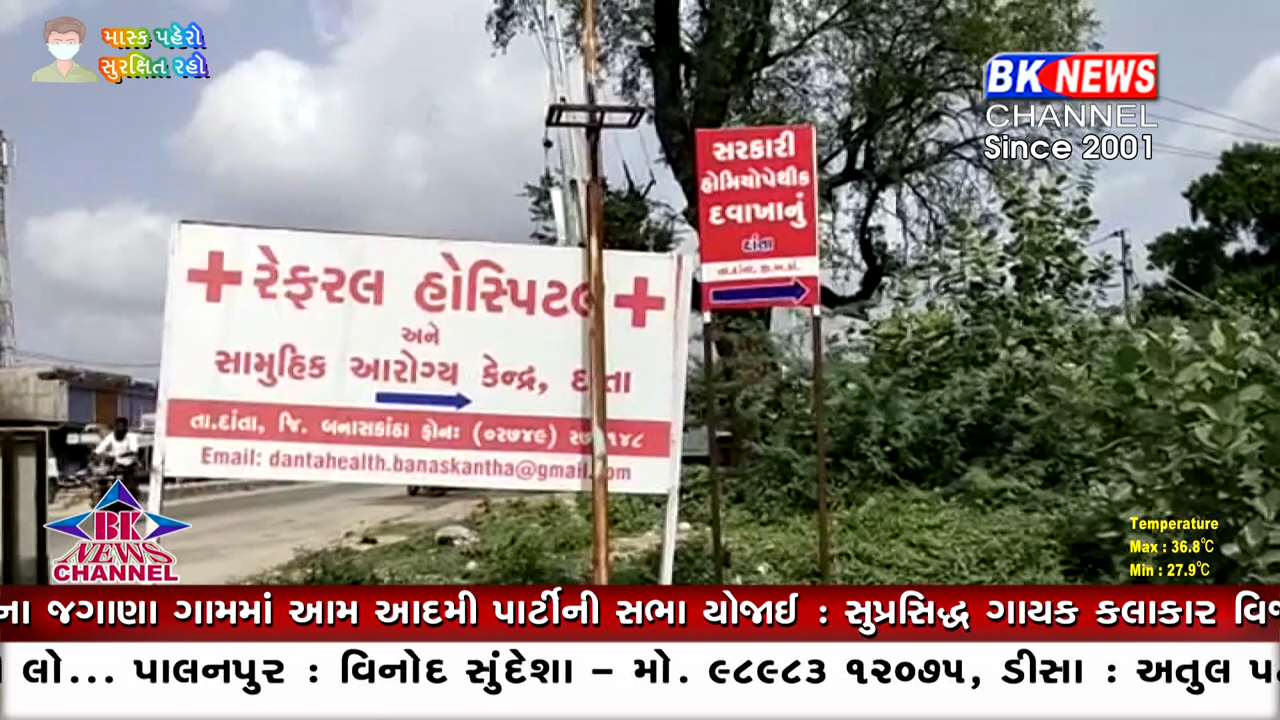 માસ્ક પહેરો
સુરક્ષિત રહો
BK NEWS
CHANNEL
Since 2001
સરકારી
હોમિયોપેથીક
દવાખાનું
દાંતા
તા.દાંતા, જી.બ.કાં.
રેફરલ હોસ્પિટલ
અને
સામુહિક આરોગ્ય કેન્દ્ર, દાંતા
તા.દાંતા, જિ. બનાસકાંઠા ફોનઃ (૦૨૭૪૯)
Email: dantahealth.banaskantha@gmail.com
BK
NEWS
CHANNEL
Temperature
Max : 36.8℃
Min : 27.9℃
ના જગાણા ગામમાં આમ આદમી પાર્ટીની સભા યોજાઈ : સુપ્રસિદ્ધ ગાયક કલાકાર
લો... પાલનપુર : વિનોદ સુંદેશા – મો. ૯૮૯૮૩ ૧૨૦૭૫, ડીસા : અતુલ